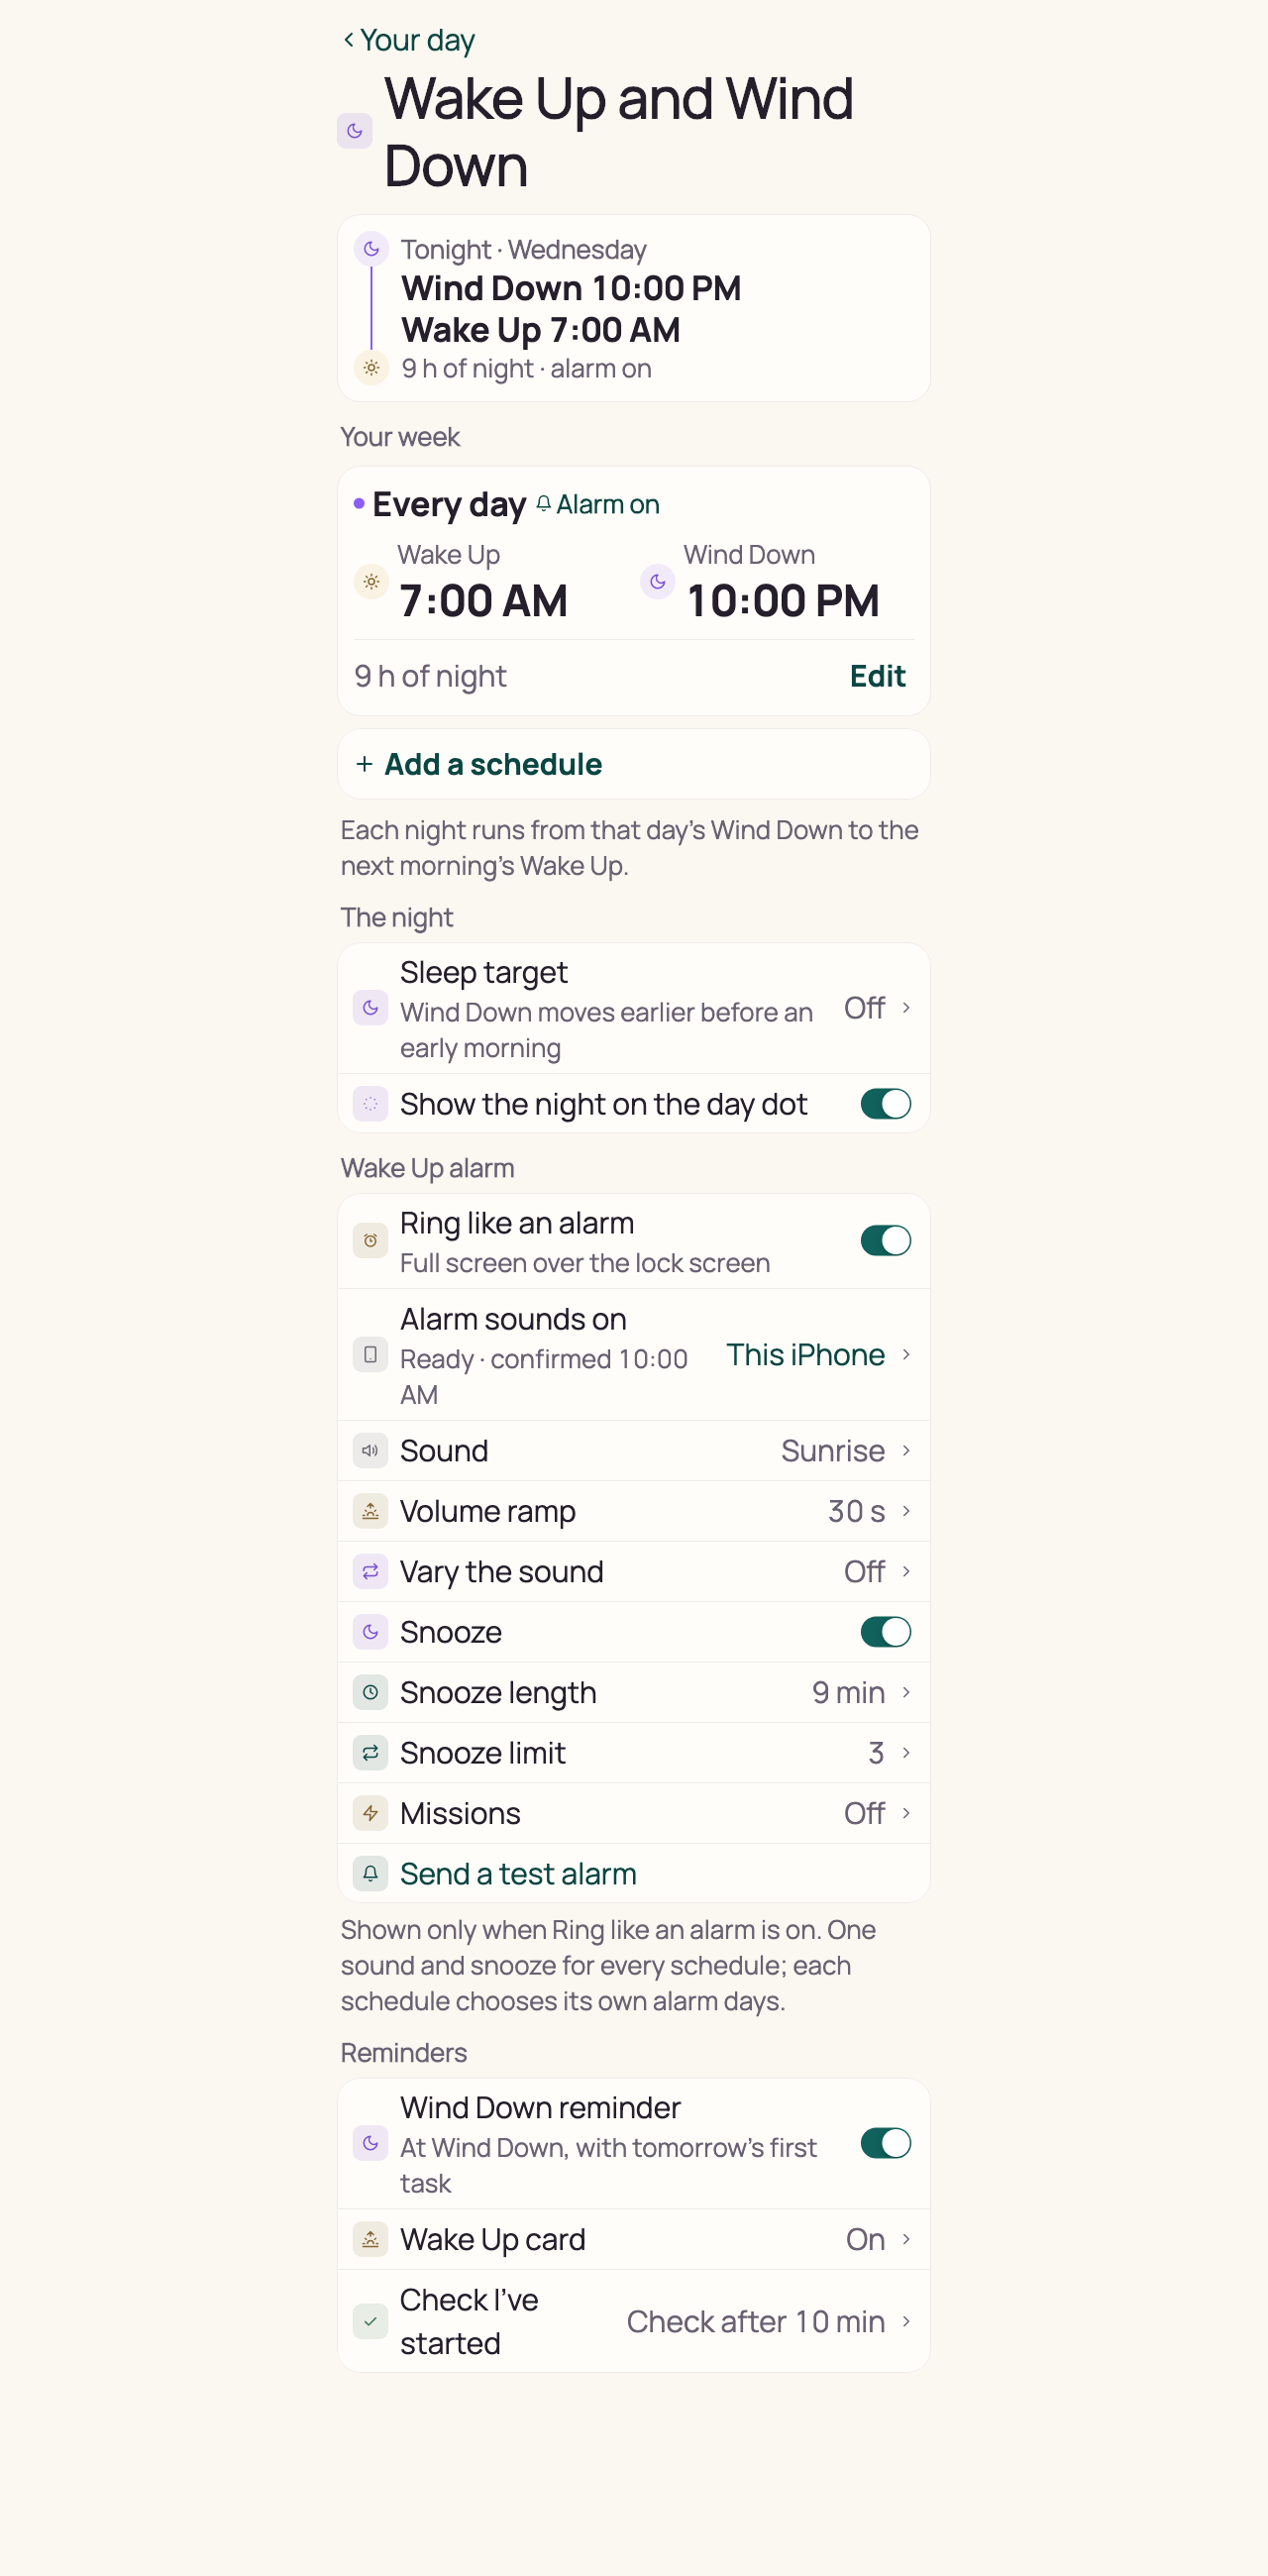 Your day
Wake Up and Wind
Down
Tonight · Wednesday
Wind Down 10:00 PM
Wake Up 7:00 AM
9 h of night · alarm on
Your week
Every day Alarm on
Wake Up
7:00 AM
Wind Down
10:00 PM
9 h of night
Edit
+ Add a schedule
Each night runs from that day’s Wind Down to the
next morning’s Wake Up.
The night
Sleep target
Wind Down moves earlier before an
early morning
Off
Show the night on the day dot
Wake Up alarm
Ring like an alarm
Full screen over the lock screen
Alarm sounds on
Ready · confirmed 10:00
AM
This iPhone
Sound
Sunrise
Volume ramp
30 s
Vary the sound
Off
Snooze
Snooze length
9 min
Snooze limit
3
Missions
Off
Send a test alarm
Shown only when Ring like an alarm is on. One
sound and snooze for every schedule; each
schedule chooses its own alarm days.
Reminders
Wind Down reminder
At Wind Down, with tomorrow’s first
task
Wake Up card
On
Check I’ve
started
Check after 10 min